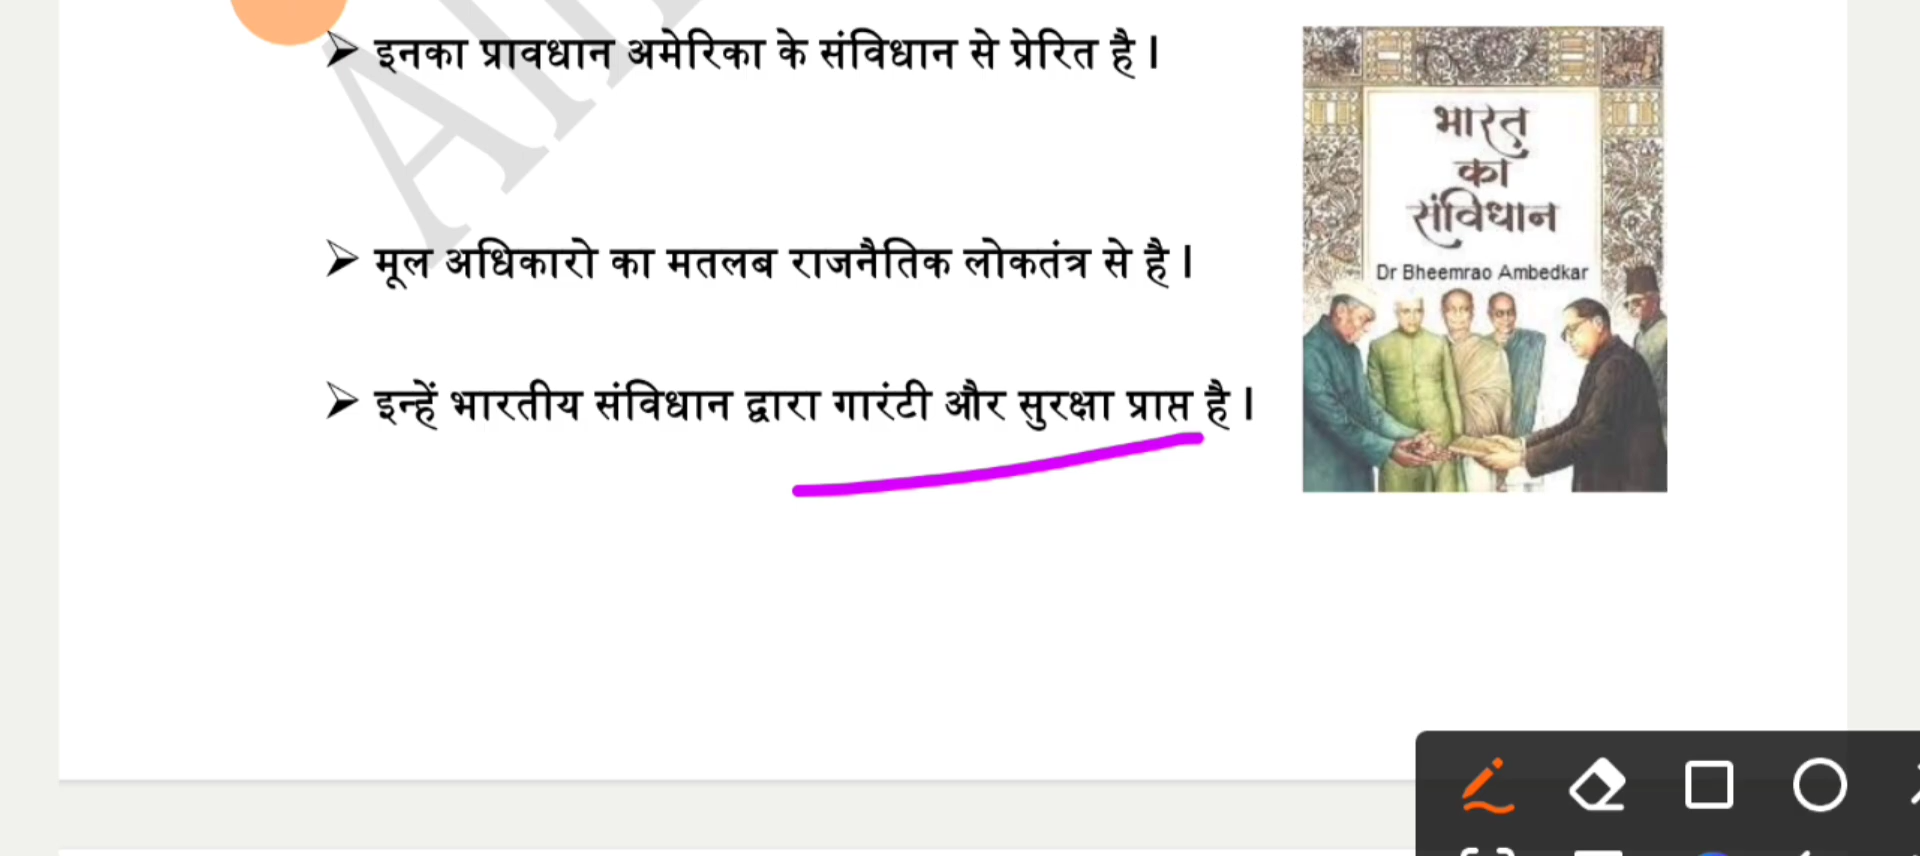 ➢ इनका प्रावधान अमेरिका के संविधान से प्रेरित है ।
➢ मूल अधिकारो का मतलब राजनैतिक लोकतंत्र से है ।
➢ इन्हें भारतीय संविधान द्वारा गारंटी और सुरक्षा प्राप्त है ।
भारत
का
संविधान
Dr Bheemrao Ambedkar